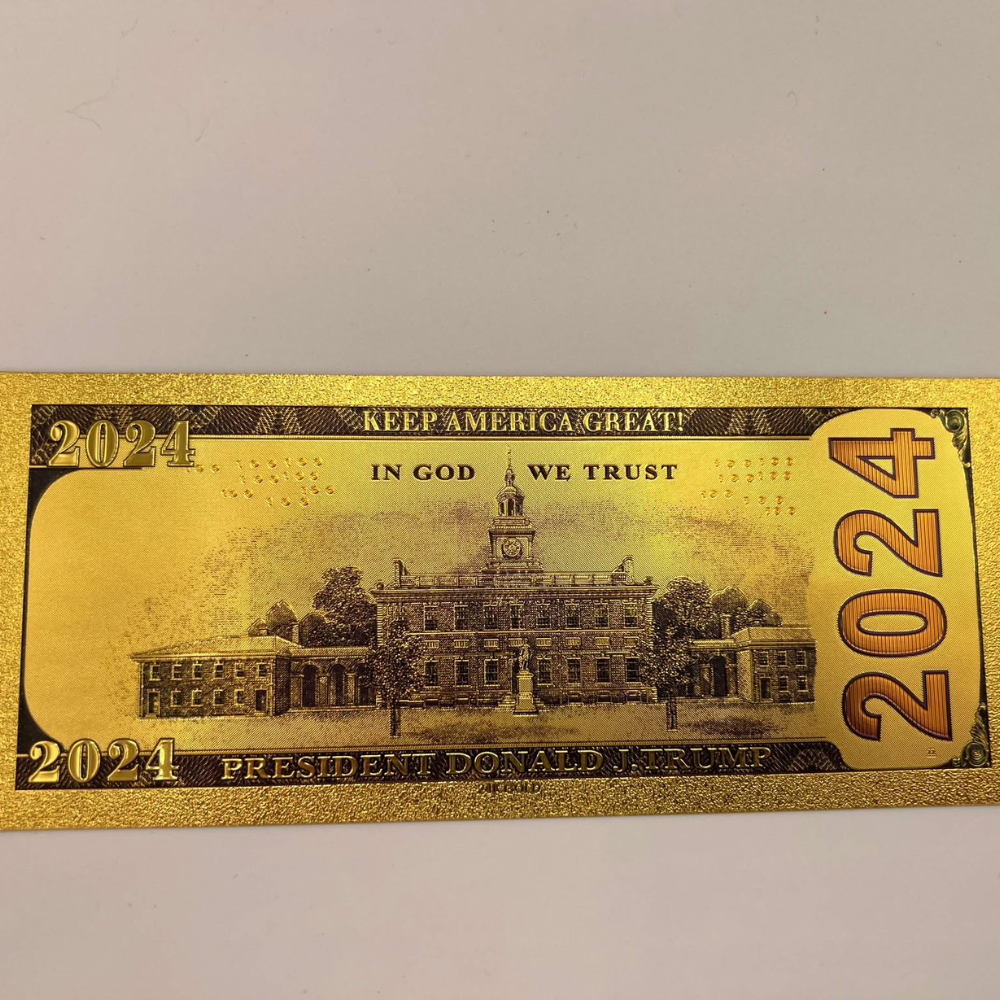 KEEP AMERICA GREAT!
2024
IN GOD WE TRUST
2024
2024
PRESIDENT DONALD J.TRUMP
24K GOLD